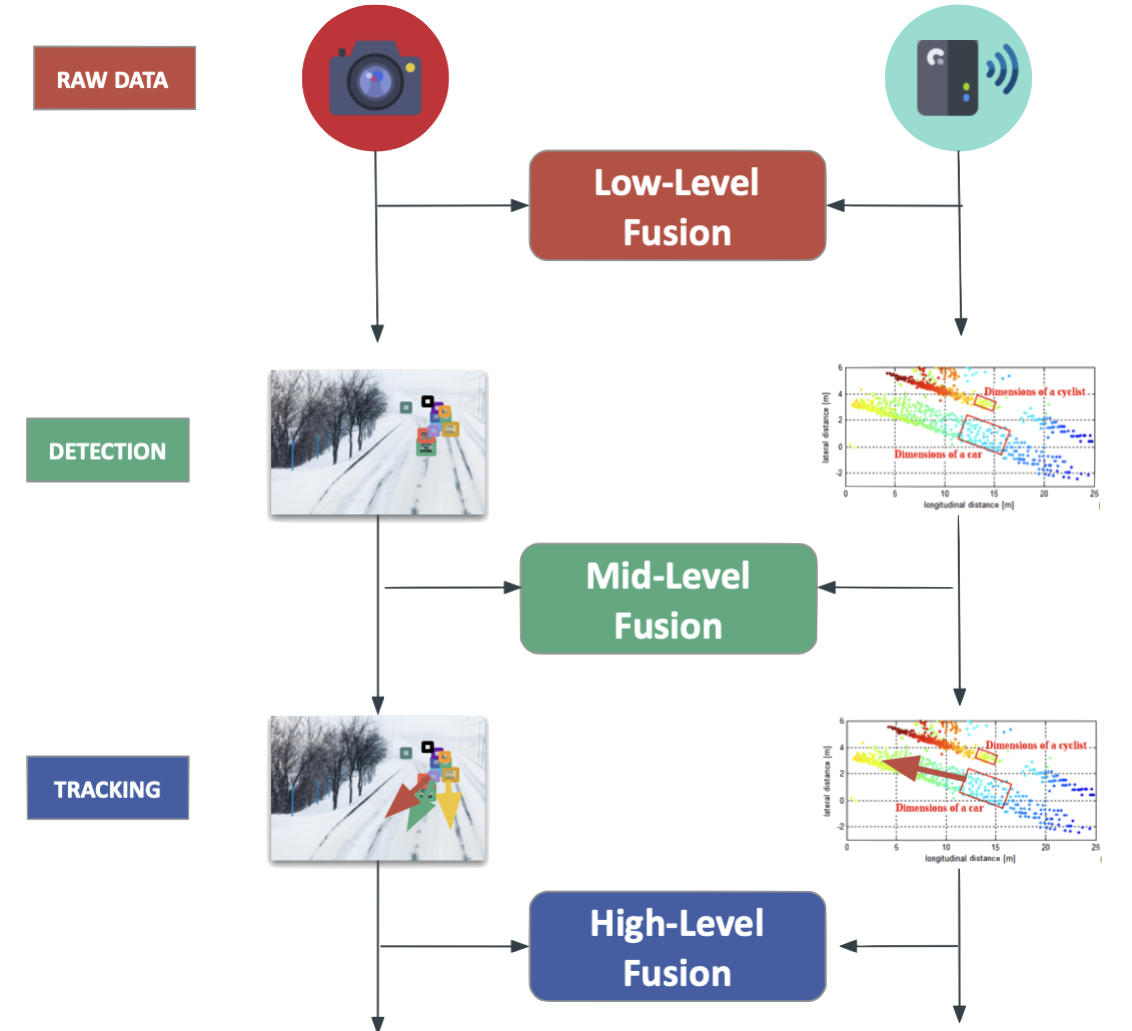 RAW DATA
Low-Level
Fusion
DETECTION
6
4
2
0
-2
lateral distance [m]
Dimensions of a cyclist
Dimensions of a car
0 5 10 15 20 25
longitudinal distance [m]
Mid-Level
Fusion
TRACKING
6
4
2
0
-2
lateral distance [m]
Dimensions of a cyclist
Dimensions of a car
0 5 10 15 20 25
longitudinal distance [m]
High-Level
Fusion